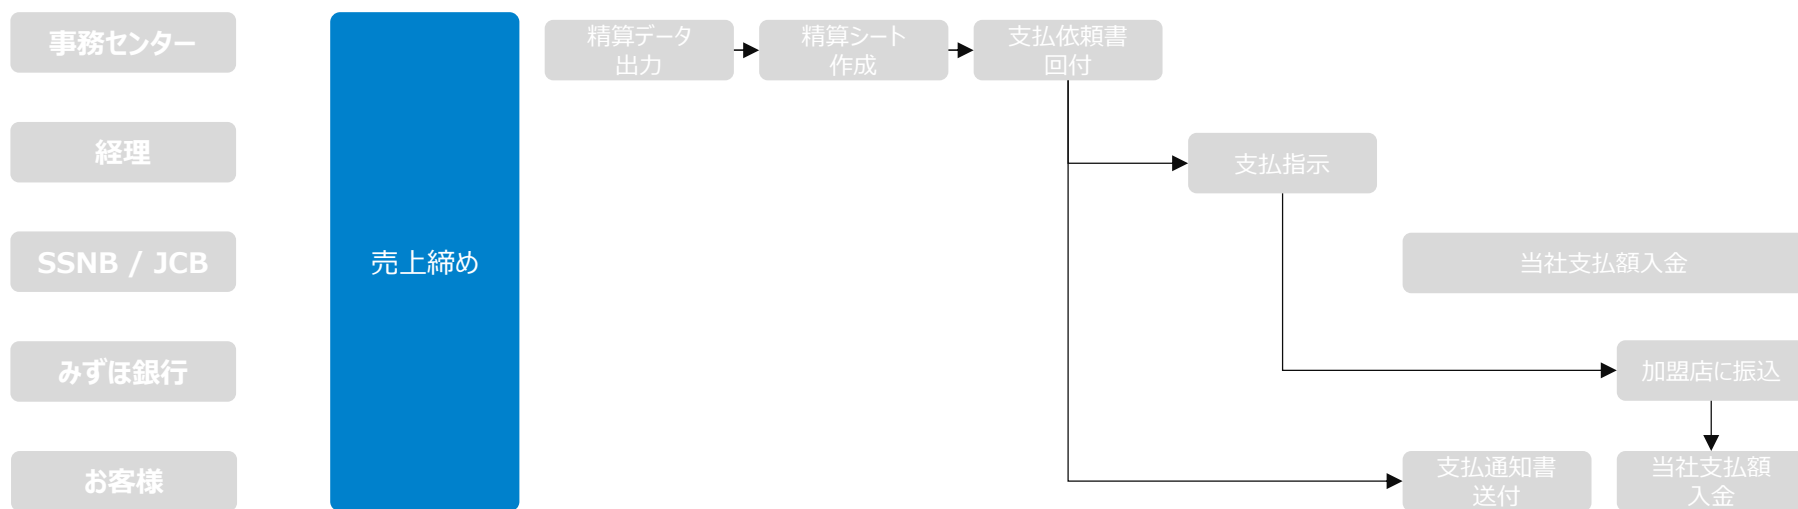 事務センター
経理
SSNB / JCB
みずほ銀行
お客様
売上締め
精算データ
出力
精算シート
作成
支払依頼書
回付
支払指示
当社支払額入金
加盟店に振込
支払通知書
送付
当社支払額
入金